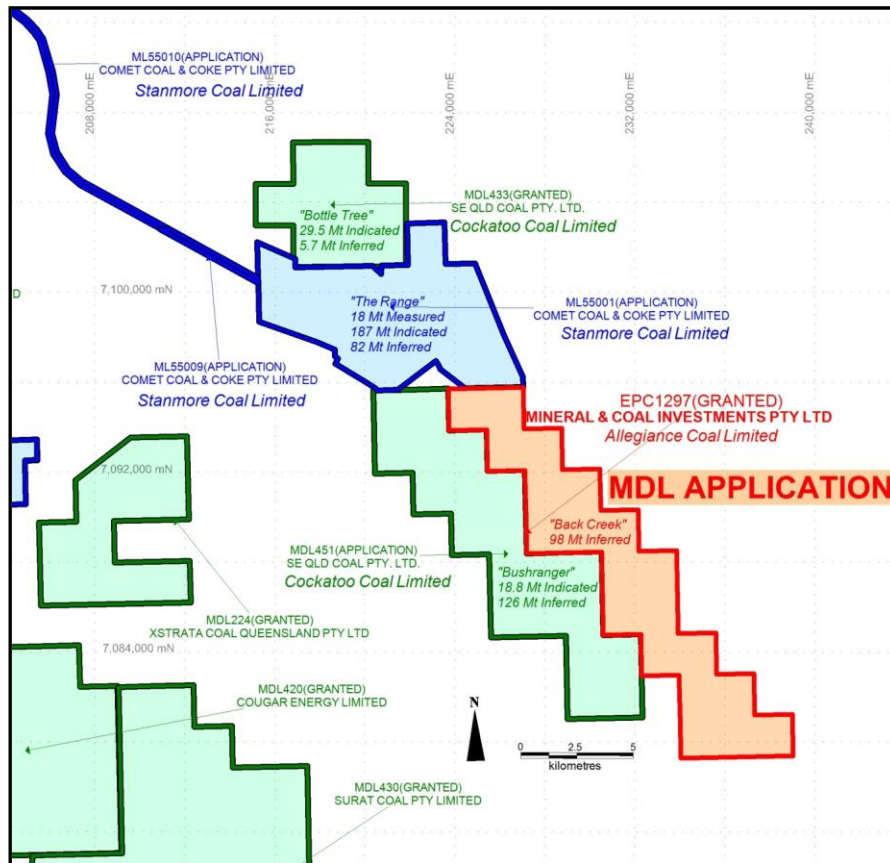 ML55010(APPLICATION)
COMET COAL & COKE PTY LIMITED
Stanmore Coal Limited
208,000 mE
216,000 mE
224,000 mE
232,000 mE
240,000 mE
MDL433(GRANTED)
SE QLD COAL PTY. LTD.
Cockatoo Coal Limited
"Bottle Tree"
29.5 Mt Indicated
5.7 Mt Inferred
D
7,100,000 mN
"The Range"
18 Mt Measured
187 Mt Indicated
82 Mt Inferred
ML55001(APPLICATION)
COMET COAL & COKE PTY LIMITED
Stanmore Coal Limited
ML55009(APPLICATION)
COMET COAL & COKE PTY LIMITED
Stanmore Coal Limited
EPC1297(GRANTED)
MINERAL & COAL INVESTMENTS PTY LTD
Allegiance Coal Limited
7,092,000 mN
MDL APPLICATION
"Back Creek"
98 Mt Inferred
MDL451(APPLICATION)
SE QLD COAL PTY. LTD.
Cockatoo Coal Limited
"Bushranger"
18.8 Mt Indicated
126 Mt Inferred
MDL224(GRANTED)
XSTRATA COAL QUEENSLAND PTY LTD
7,084,000 mN
MDL420(GRANTED)
COUGAR ENERGY LIMITED
N
0 2.5 5
kilometres
MDL430(GRANTED)
SURAT COAL PTY LIMITED